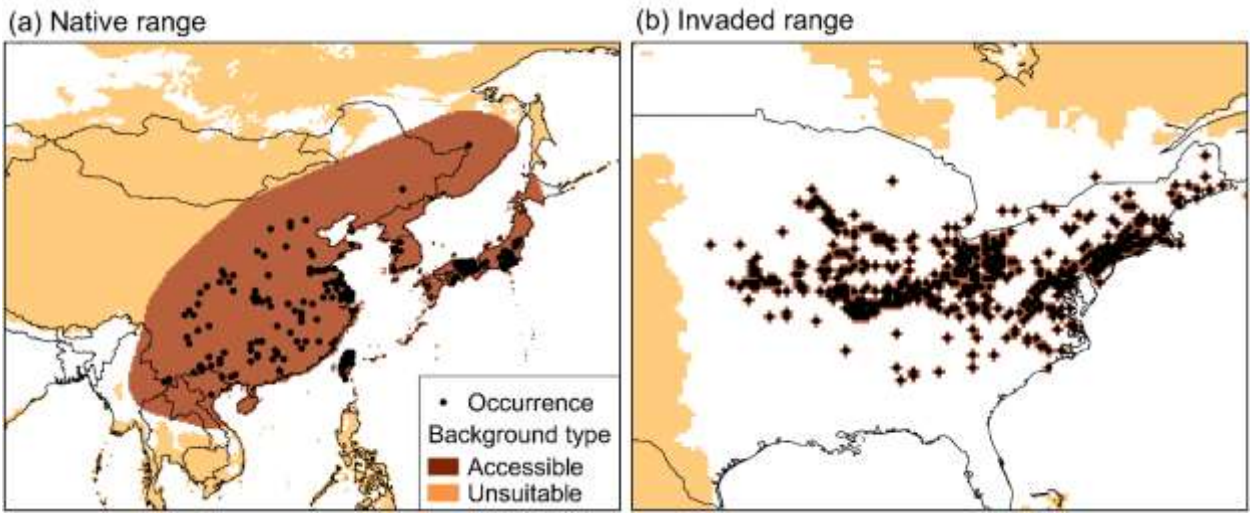 (a) Native range
(b) Invaded range
Occurrence
Background type
Accessible
Unsuitable